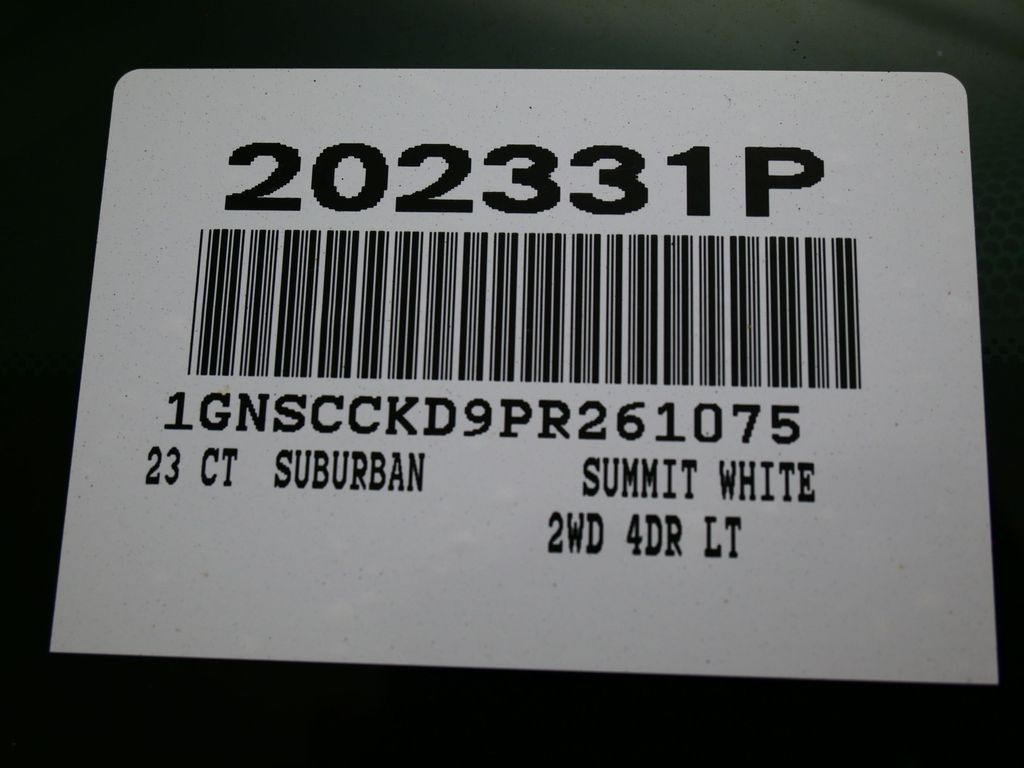 202331P
1GNSCCKD9PR261075
23 CT SUBURBAN SUMMIT WHITE
2WD 4DR LT